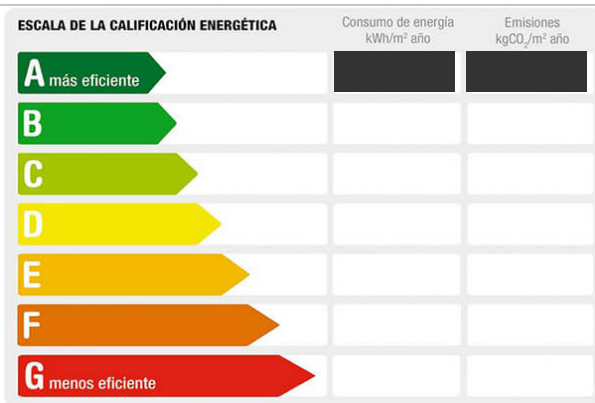 ESCALA DE LA CALIFICACIÓN ENERGÉTICA
Consumo de energía
kWh/m² año
Emisiones
kgCO₂/m² año
A más eficiente
B
C
D
E
F
G menos eficiente